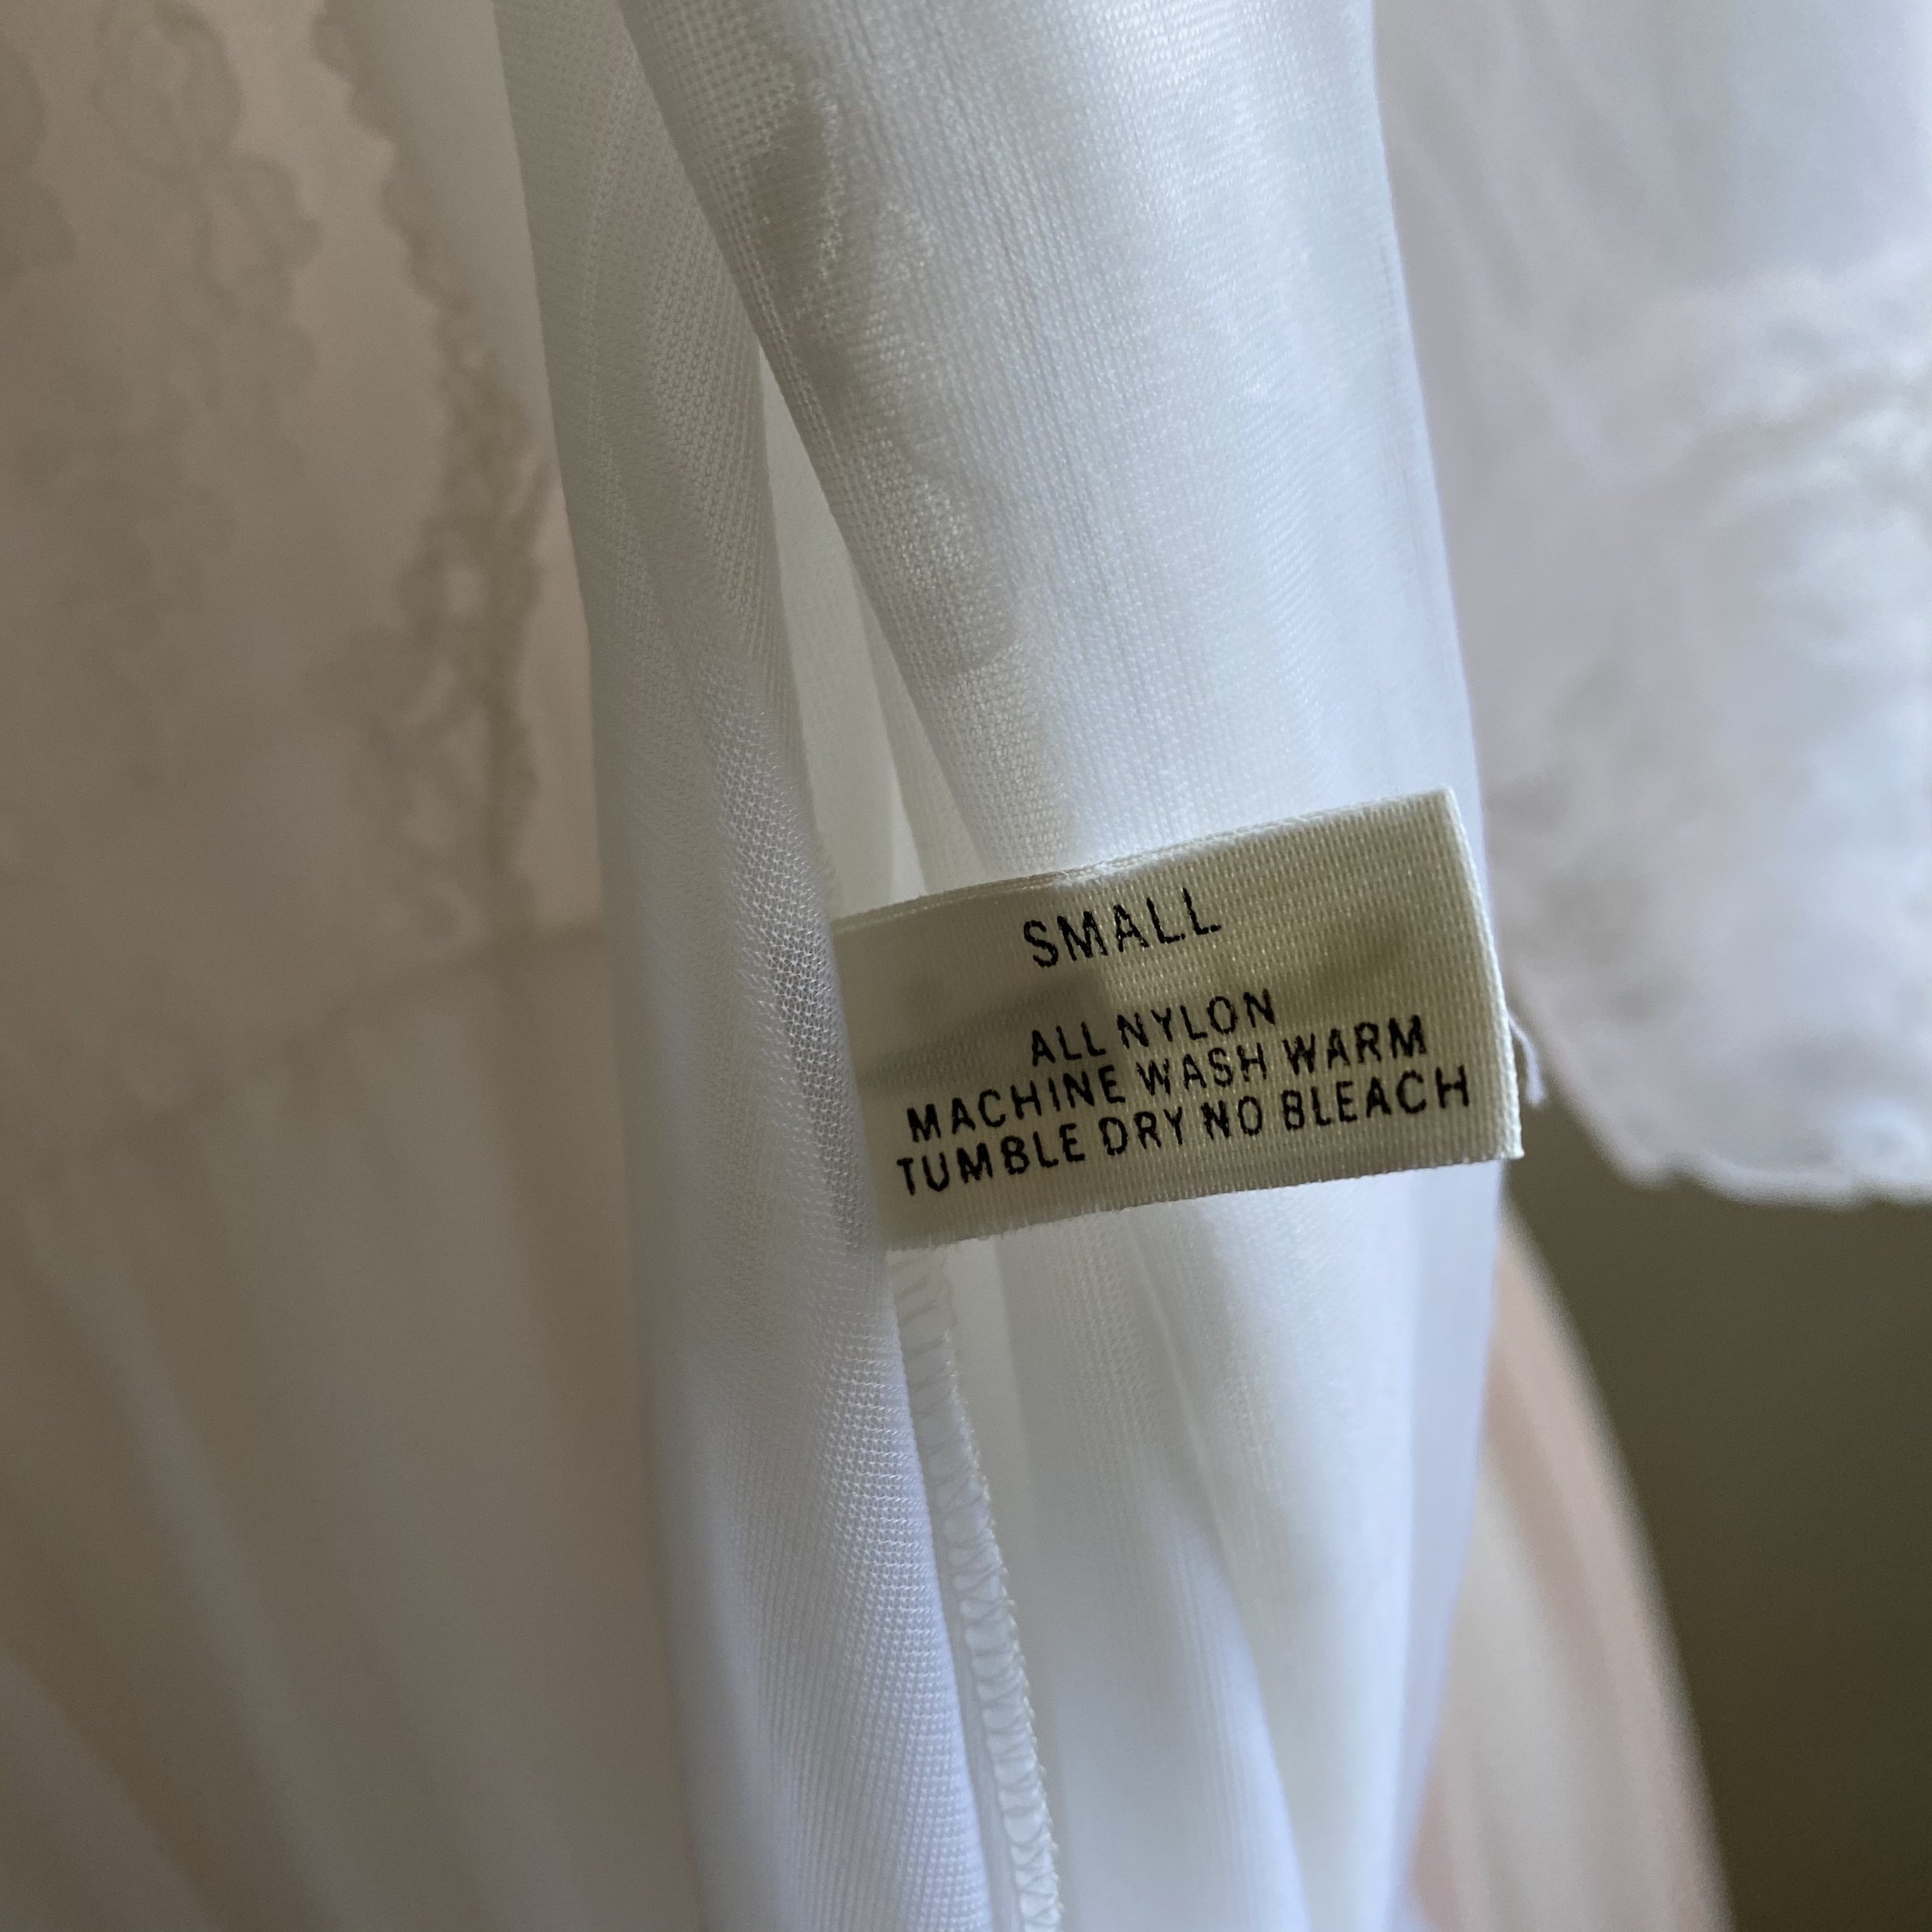 SMALL
ALL NYLON
MACHINE WASH WARM
TUMBLE DRY NO BLEACH